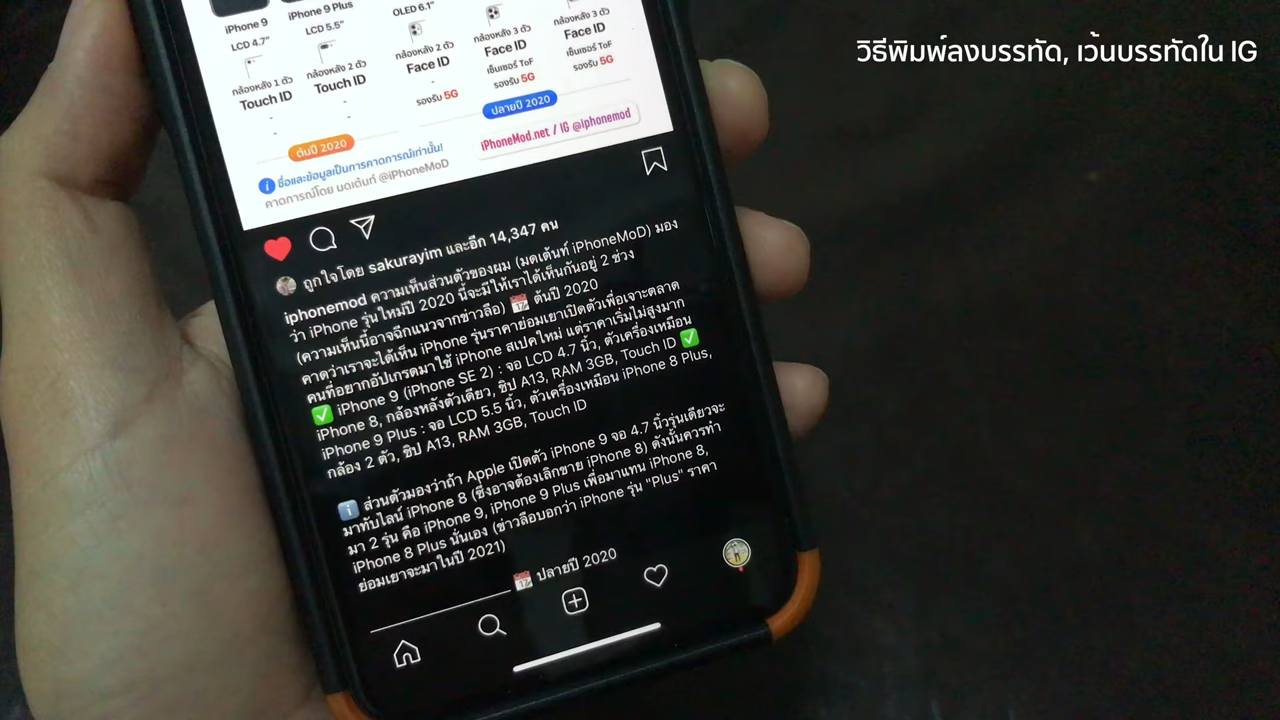 วิธีพิมพ์ลงบรรทัด, เว้นบรรทัดใน IG
iPhone 9
iPhone 9 Plus
LCD 4.7"
LCD 5.5"
OLED 6.1"
กล้องหลัง 1 ตัว
กล้องหลัง 2 ตัว
กล้องหลัง 2 ตัว
กล้องหลัง 3 ตัว
กล้องหลัง 3 ตัว
Touch ID
Touch ID
Face ID
Face ID
Face ID
-
-
-
เซ็นเซอร์ ToF
เซ็นเซอร์ ToF
-
-
รองรับ 5G
รองรับ 5G
รองรับ 5G
ต้นปี 2020
ปลายปี 2020
ชื่อและข้อมูลเป็นการคาดการณ์เท่านั้น!
คาดการณ์โดย มดเต้นท์ @iPhoneMoD
iPhoneMod.net / IG @iphonemod
ถูกใจโดย sakurayim และอีก 14,347 คน
iphonemod ความเห็นส่วนตัวของผม (มดเต้นท์ iPhoneMoD) มอง
ว่า iPhone รุ่นใหม่ปี 2020 นี้จะมีให้เราได้เห็นกันอยู่ 2 ช่วง
(ความเห็นนี้อาจฉีกแนวจากข่าวลือ) 📅 ต้นปี 2020
คาดว่าเราจะได้เห็น iPhone รุ่นราคาย่อมเยาเปิดตัวเพื่อเจาะตลาด
คนที่อยากอัปเกรดมาใช้ iPhone สเปคใหม่ แต่ราคาเริ่มไม่สูงมาก
✅ iPhone 9 (iPhone SE 2) : จอ LCD 4.7 นิ้ว, ตัวเครื่องเหมือน
iPhone 8, กล้องหลังตัวเดียว, ชิป A13, RAM 3GB, Touch ID ✅
iPhone 9 Plus : จอ LCD 5.5 นิ้ว, ตัวเครื่องเหมือน iPhone 8 Plus,
กล้อง 2 ตัว, ชิป A13, RAM 3GB, Touch ID
ℹ️ ส่วนตัวมองว่าถ้า Apple เปิดตัว iPhone 9 จอ 4.7 นิ้วรุ่นเดียวจะ
มาทับไลน์ iPhone 8 (ซึ่งอาจต้องเลิกขาย iPhone 8) ดังนั้นควรทำ
มา 2 รุ่น คือ iPhone 9, iPhone 9 Plus เพื่อมาแทน iPhone 8,
iPhone 8 Plus นั่นเอง (ข่าวลือบอกว่า iPhone รุ่น "Plus" ราคา
ย่อมเยาจะมาในปี 2021)
📅 ปลายปี 2020